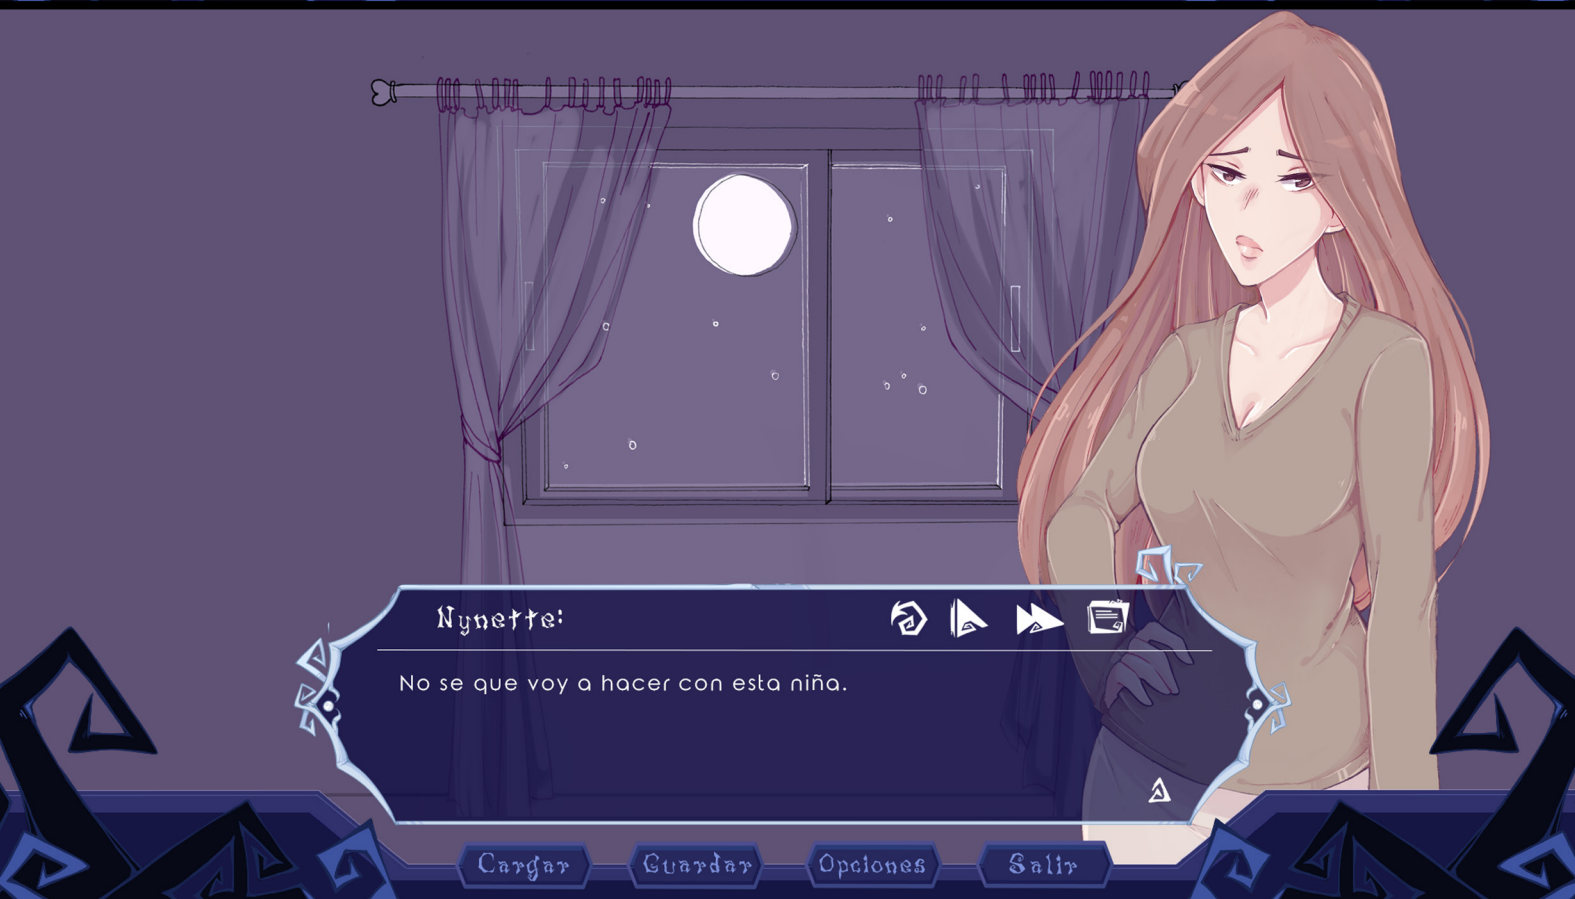 Nynette:
No se que voy a hacer con esta niña.
Cargar
Guardar
Opciones
Salir